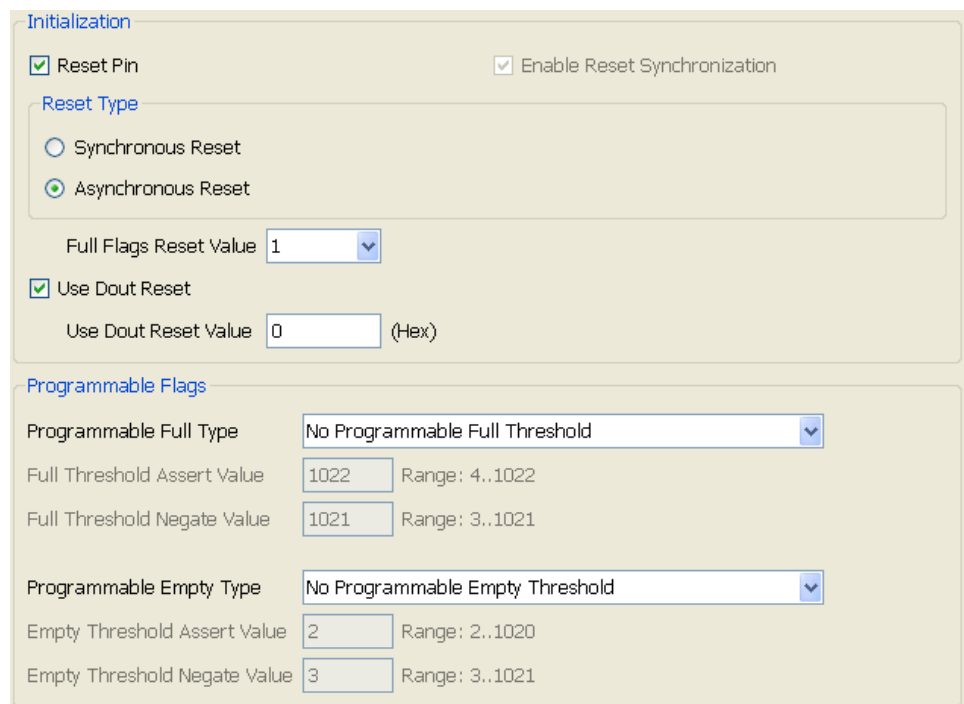 Initialization
Reset Pin
Enable Reset Synchronization
Reset Type
Synchronous Reset
Asynchronous Reset
Full Flags Reset Value 1
Use Dout Reset
Use Dout Reset Value 0 (Hex)
Programmable Flags
Programmable Full Type No Programmable Full Threshold
Full Threshold Assert Value 1022 Range: 4..1022
Full Threshold Negate Value 1021 Range: 3..1021
Programmable Empty Type No Programmable Empty Threshold
Empty Threshold Assert Value 2 Range: 2..1020
Empty Threshold Negate Value 3 Range: 3..1021